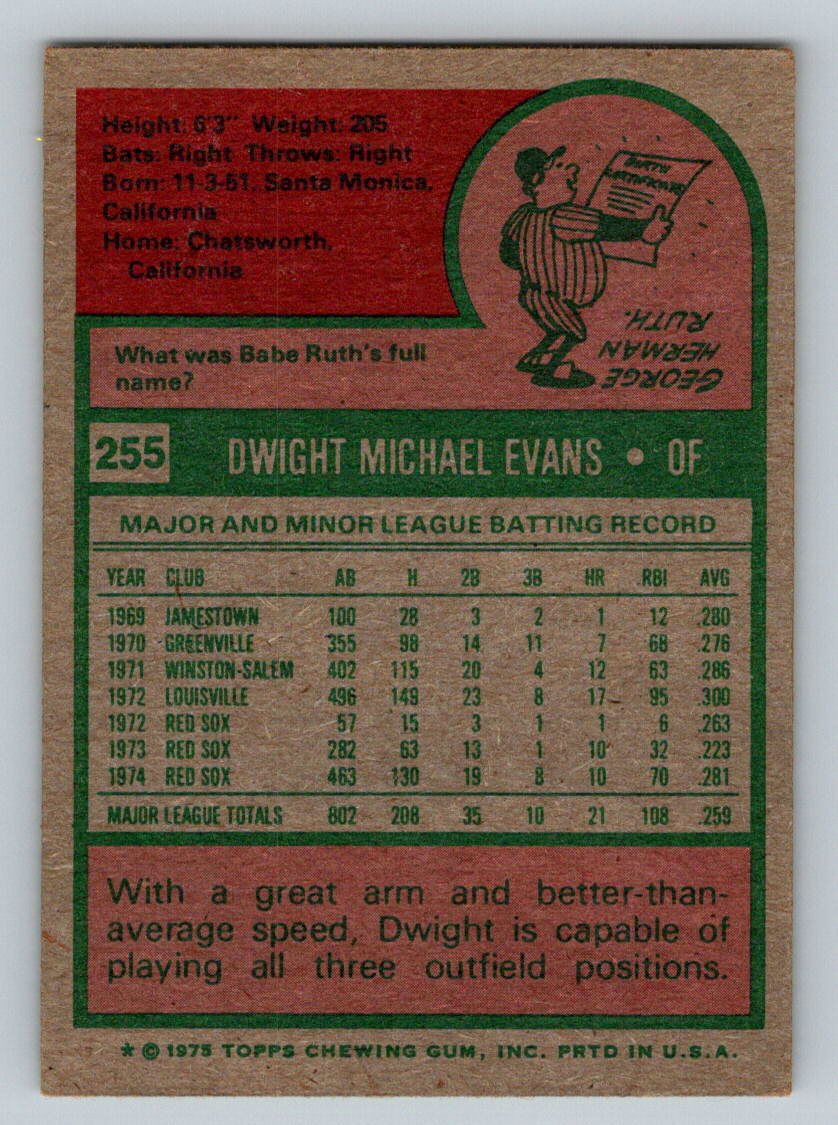 Height: 6'3" Weight: 205
Bats: Right Throws: Right
Born: 11-3-51, Santa Monica,
California
Home: Chatsworth,
California
BIRTH
CERTIFICATE
What was Babe Ruth's full
name?
GEORGE
HERMAN
RUTH.
255 DWIGHT MICHAEL EVANS • OF
MAJOR AND MINOR LEAGUE BATTING RECORD
YEAR CLUB AB H 2B 3B HR RBI AVG
1969 JAMESTOWN 100 28 3 2 1 12 .280
1970 GREENVILLE 355 98 14 11 7 68 .276
1971 WINSTON-SALEM 402 115 20 4 12 63 .286
1972 LOUISVILLE 496 149 23 8 17 95 .300
1972 RED SOX 57 15 3 1 1 6 .263
1973 RED SOX 282 63 13 1 10 32 .223
1974 RED SOX 463 130 19 8 10 70 .281
MAJOR LEAGUE TOTALS 802 208 35 10 21 108 .259
With a great arm and better-than-
average speed, Dwight is capable of
playing all three outfield positions.
* © 1975 TOPPS CHEWING GUM, INC. PRTD IN U.S.A.